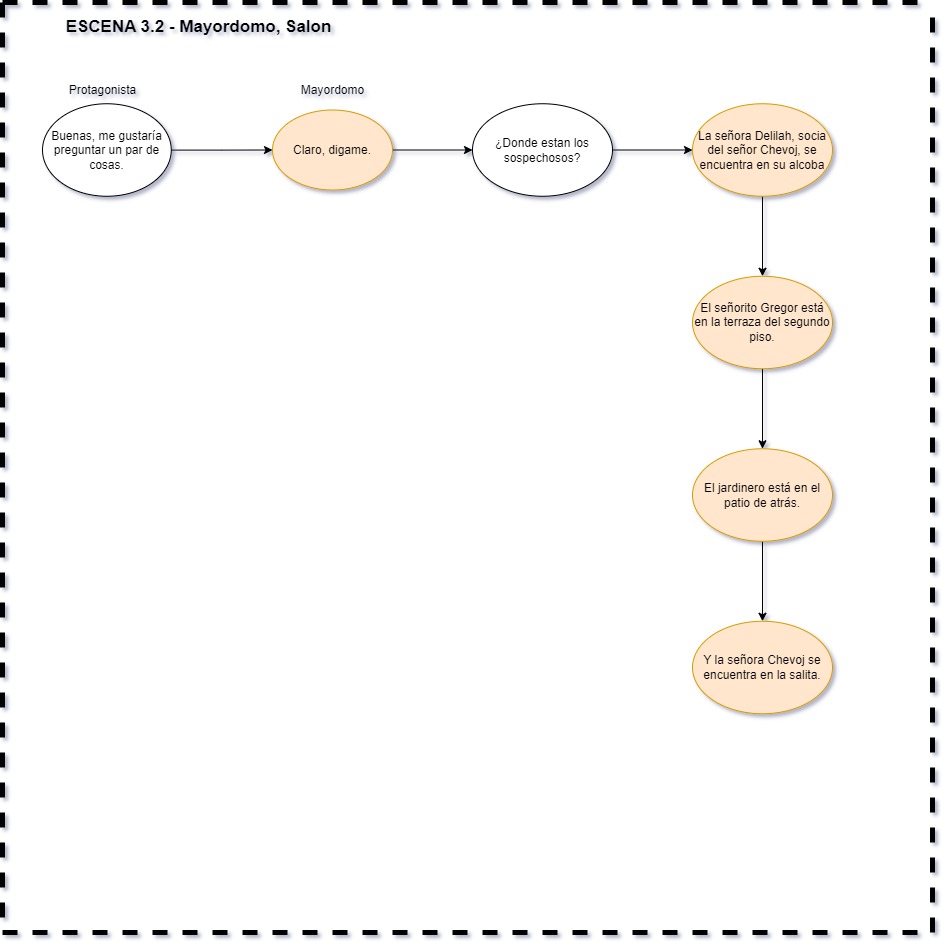 ESCENA 3.2 - Mayordomo, Salon
Protagonista
Mayordomo
Buenas, me gustaría
preguntar un par de
cosas.
Claro, digame.
¿Donde estan los
sospechosos?
La señora Delilah, socia
del señor Chevoj, se
encuentra en su alcoba
El señorito Gregor está
en la terraza del segundo
piso.
El jardinero está en el
patio de atrás.
Y la señora Chevoj se
encuentra en la salita.